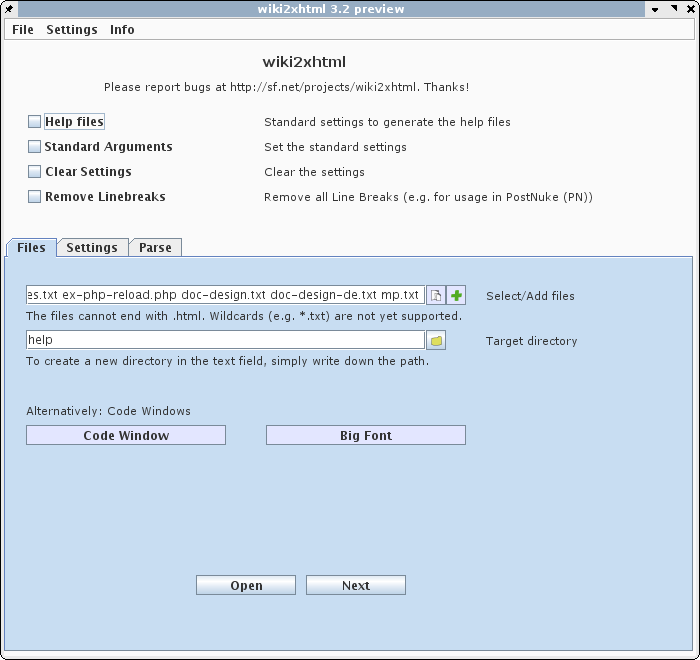 wiki2xhtml 3.2 preview
File Settings Info
wiki2xhtml
Please report bugs at http://sf.net/projects/wiki2xhtml. Thanks!
Help files Standard settings to generate the help files
Standard Arguments Set the standard settings
Clear Settings Clear the settings
Remove Linebreaks Remove all Line Breaks (e.g. for usage in PostNuke (PN))
Files Settings Parse
es.txt ex-php-reload.php doc-design.txt doc-design-de.txt mp.txt Select/Add files
The files cannot end with .html. Wildcards (e.g. *.txt) are not yet supported.
help Target directory
To create a new directory in the text field, simply write down the path.
Alternatively: Code Windows
Code Window Big Font
Open Next